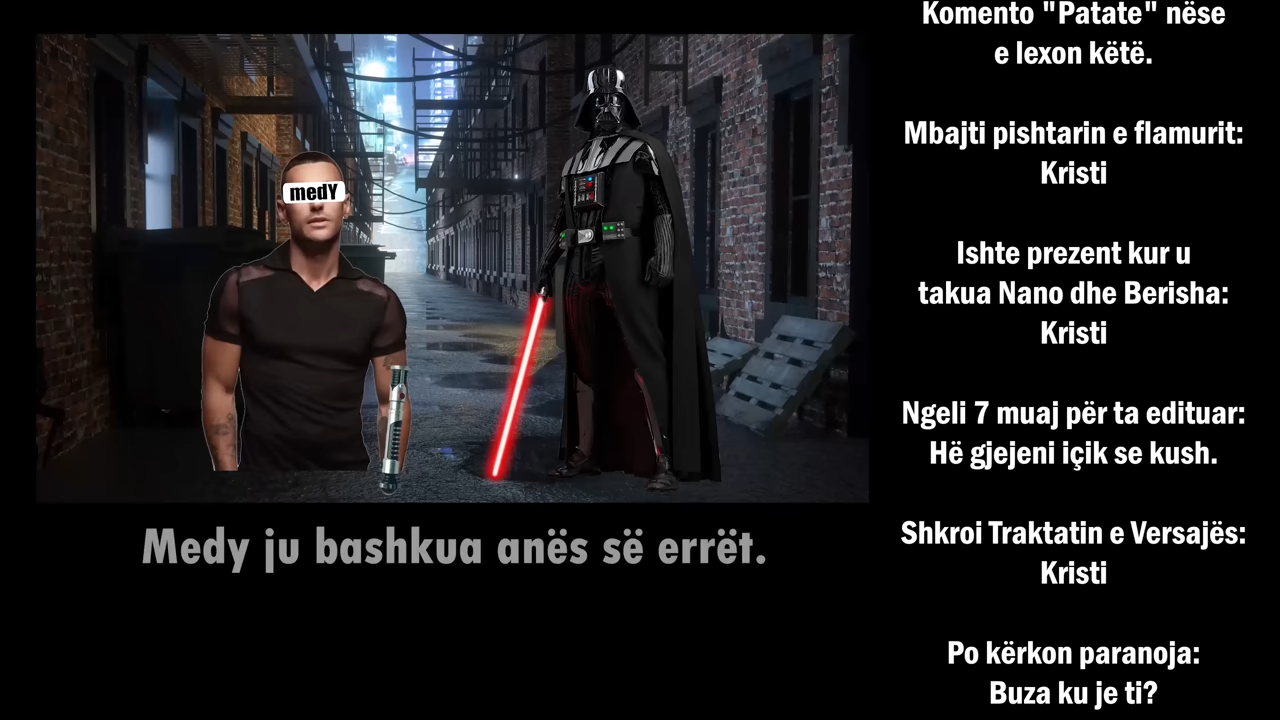 medY
Medy ju bashkua anës së errët.
Komento "Patate" nëse
e lexon këtë.
Mbajti pishtarin e flamurit:
Kristi
Ishte prezent kur u
takua Nano dhe Berisha:
Kristi
Ngeli 7 muaj për ta edituar:
Hë gjejeni içik se kush.
Shkroi Traktatin e Versajës:
Kristi
Po kërkon paranoja:
Buza ku je ti?